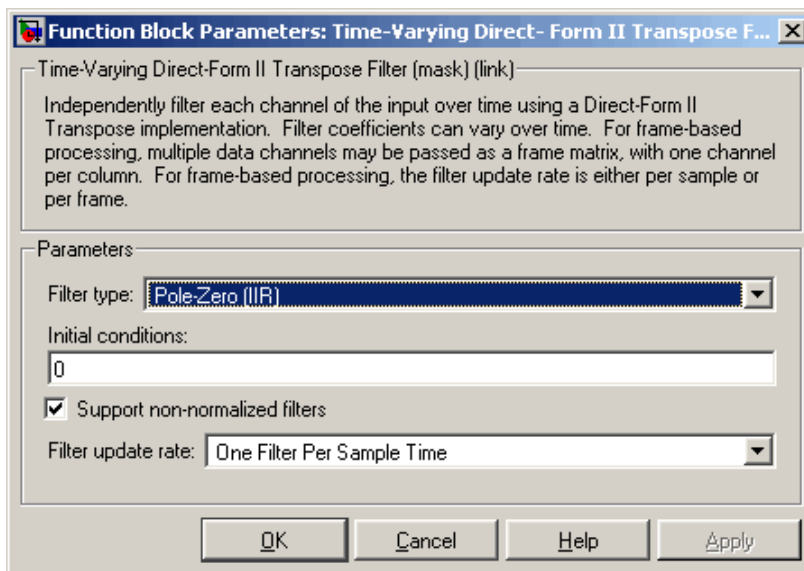 Function Block Parameters: Time-Varying Direct- Form II Transpose F...
Time-Varying Direct-Form II Transpose Filter (mask) (link)
Independently filter each channel of the input over time using a Direct-Form II
Transpose implementation. Filter coefficients can vary over time. For frame-based
processing, multiple data channels may be passed as a frame matrix, with one channel
per column. For frame-based processing, the filter update rate is either per sample or
per frame.
Parameters
Filter type: Pole-Zero (IIR)
Initial conditions:
0
Support non-normalized filters
Filter update rate: One Filter Per Sample Time
OK Cancel Help Apply